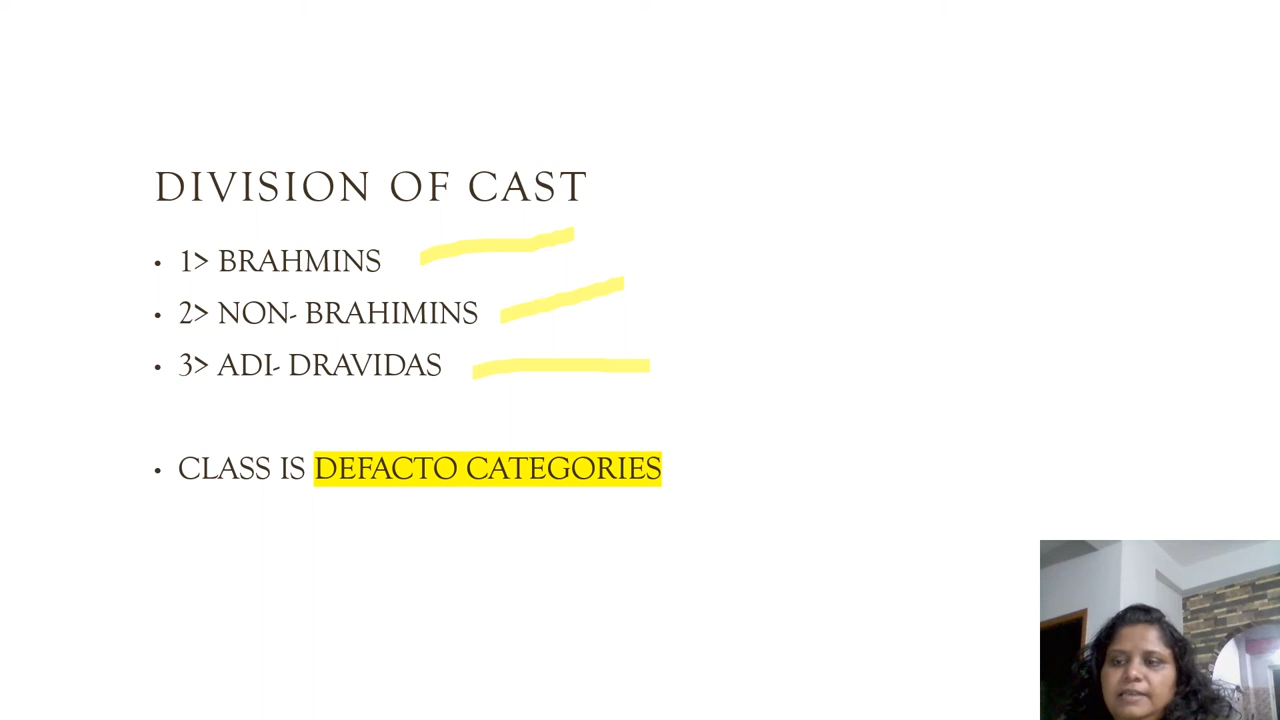 DIVISION OF CAST
• 1> BRAHMINS
• 2> NON- BRAHIMINS
• 3> ADI- DRAVIDAS
• CLASS IS DEFACTO CATEGORIES